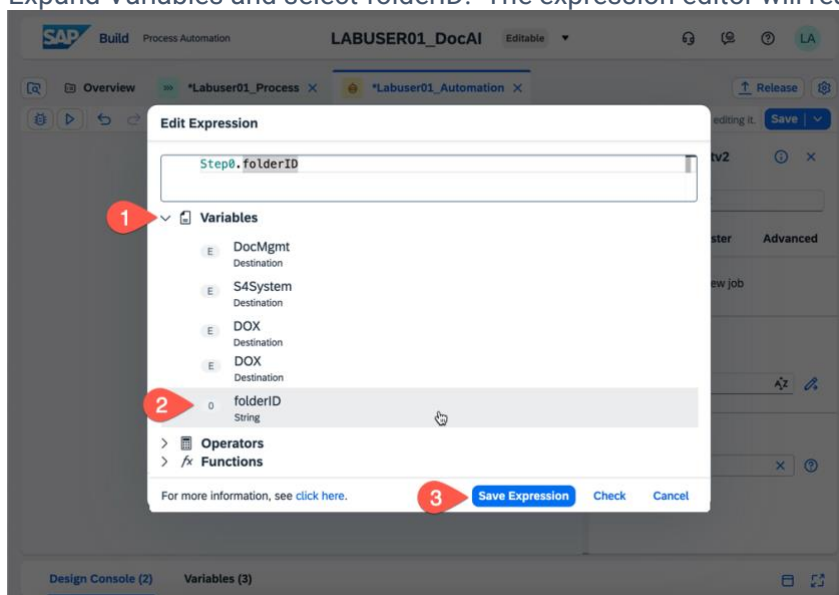 Expand Variables and select folderID. The expression editor will
SAP Build Process Automation LABUSER01_DocAI Editable LA
Overview *Labuser01_Process *Labuser01_Automation Release
editing it. Save
Edit Expression
Step0.folderID
tv2
1 Variables
E DocMgmt
Destination
ster Advanced
E S4System
Destination
ew job
E DOX
Destination
E DOX
Destination
2 0 folderID
String
Operators
fx Functions
For more information, see click here. 3 Save Expression Check Cancel
Design Console (2) Variables (3)